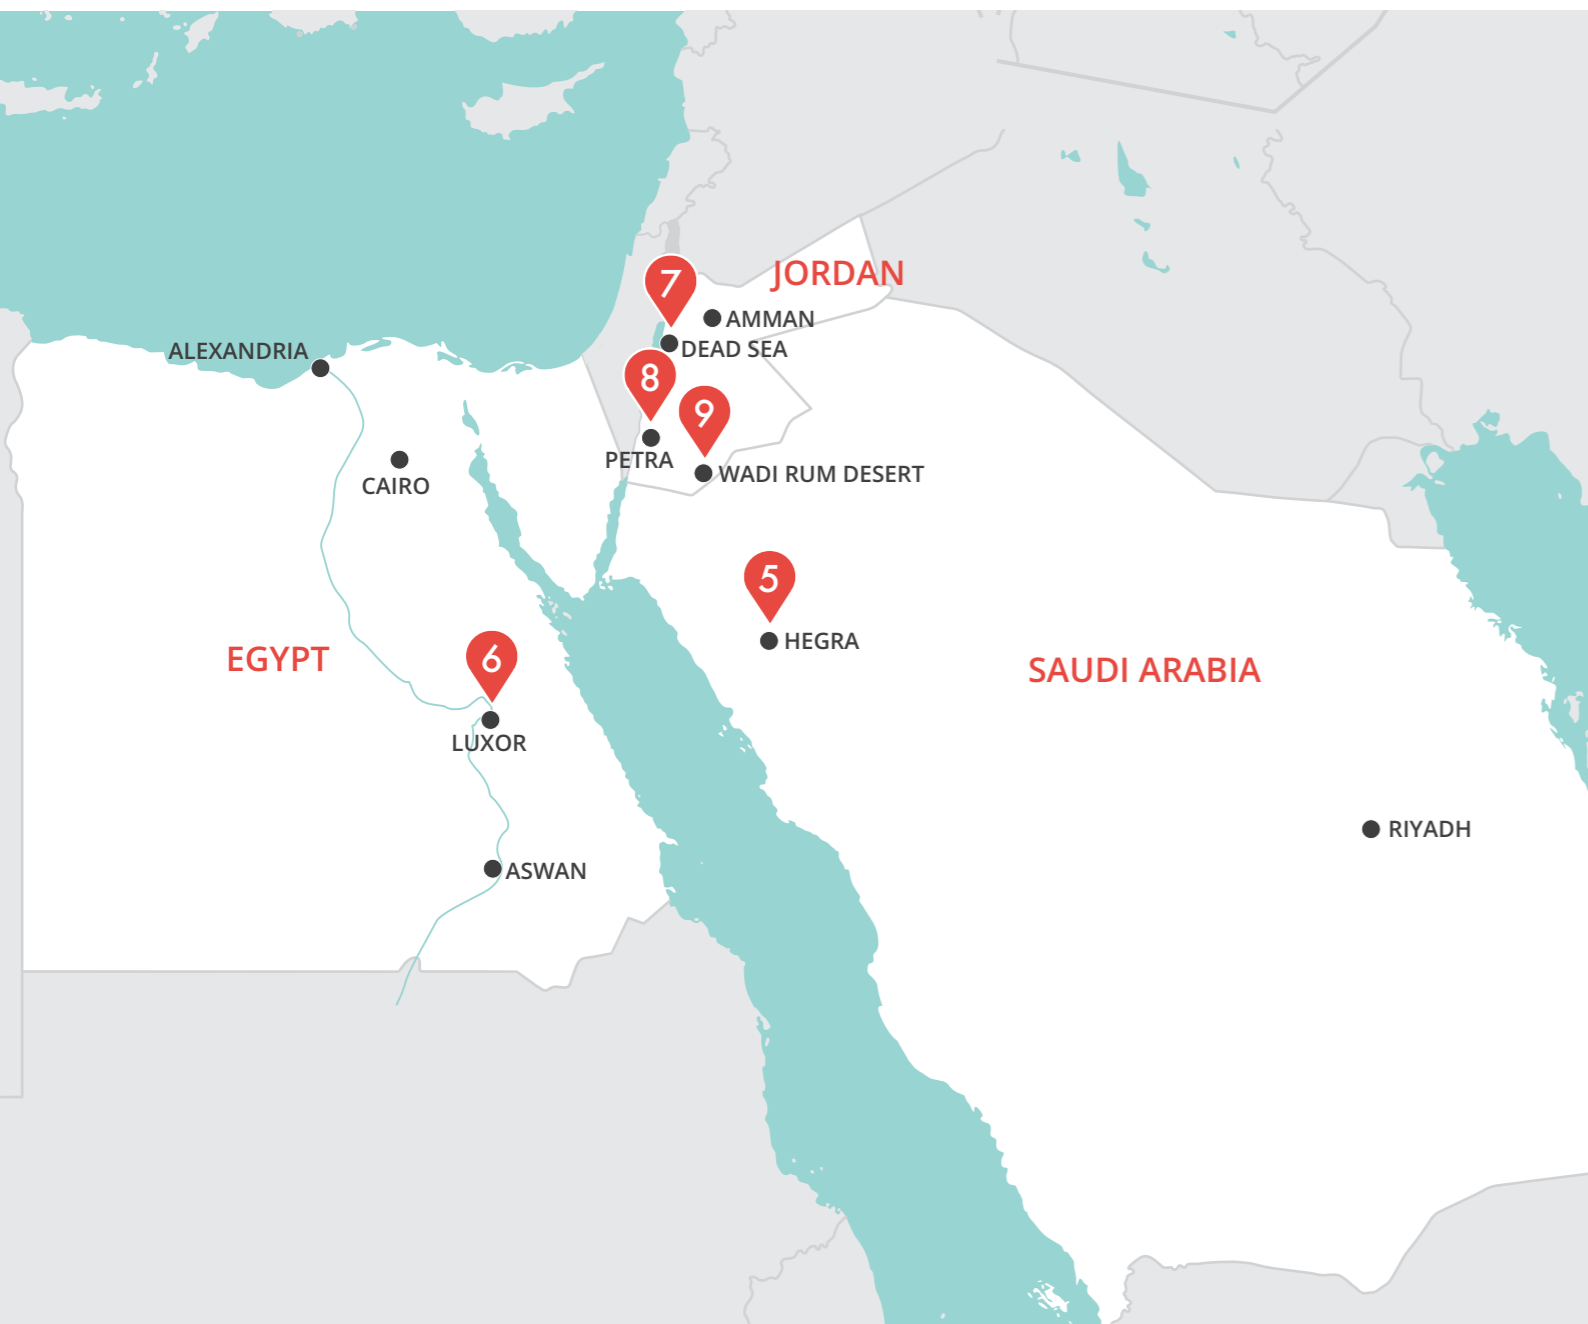 7
JORDAN
AMMAN
ALEXANDRIA
DEAD SEA
8
9
CAIRO
PETRA
WADI RUM DESERT
5
HEGRA
6
EGYPT
SAUDI ARABIA
LUXOR
RIYADH
ASWAN